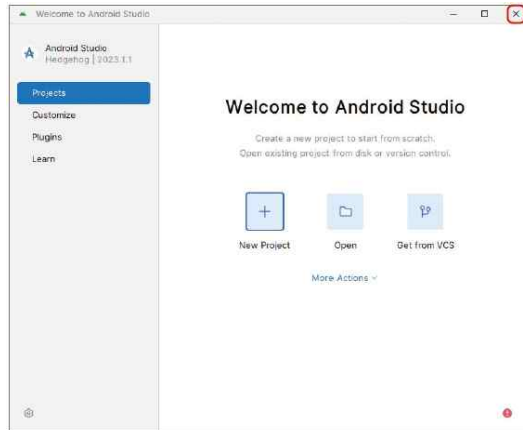 Welcome to Android Studio
Android Studio
Hedgehog | 2023.1.1
Projects
Customize
Plugins
Learn
Welcome to Android Studio
Create a new project to start from scratch.
Open existing project from disk or version control.
New Project
Open
Get from VCS
More Actions